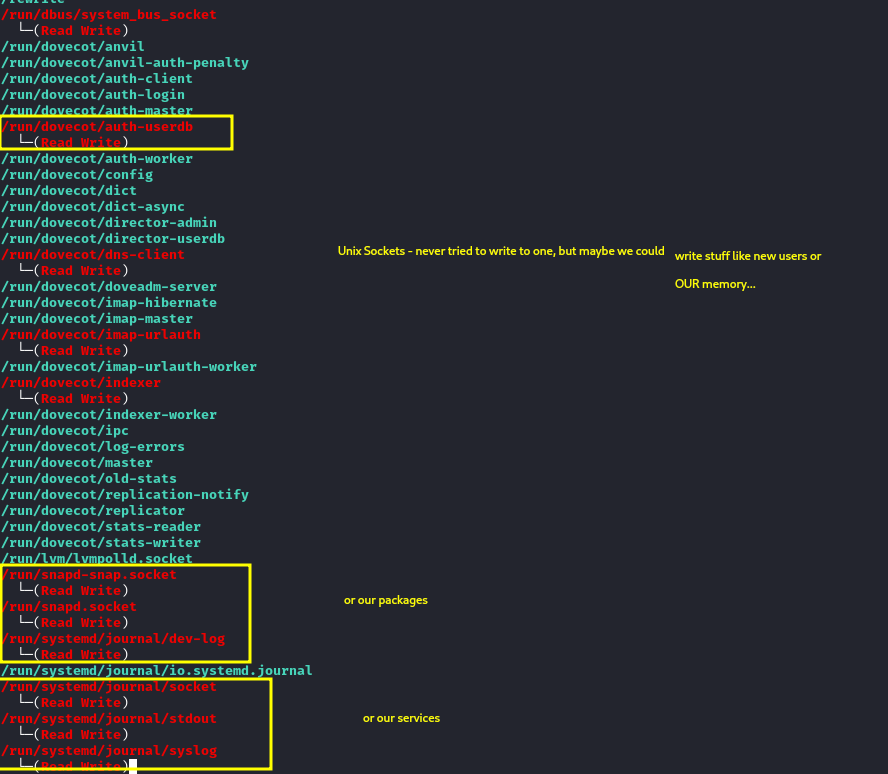 /run/dbus/system_bus_socket
└─(Read Write)
/run/dovecot/anvil
/run/dovecot/anvil-auth-penalty
/run/dovecot/auth-client
/run/dovecot/auth-login
/run/dovecot/auth-master
/run/dovecot/auth-userdb
└─(Read Write)
/run/dovecot/auth-worker
/run/dovecot/config
/run/dovecot/dict
/run/dovecot/dict-async
/run/dovecot/director-admin
/run/dovecot/director-userdb
Unix Sockets - never tried to write to one, but maybe we could write stuff like new users or
/run/dovecot/dns-client
└─(Read Write)
OUR memory...
/run/dovecot/doveadm-server
/run/dovecot/imap-hibernate
/run/dovecot/imap-master
/run/dovecot/imap-urlauth
└─(Read Write)
/run/dovecot/imap-urlauth-worker
/run/dovecot/indexer
└─(Read Write)
/run/dovecot/indexer-worker
/run/dovecot/ipc
/run/dovecot/log-errors
/run/dovecot/master
/run/dovecot/old-stats
/run/dovecot/replication-notify
/run/dovecot/replicator
/run/dovecot/stats-reader
/run/dovecot/stats-writer
/run/lvm/lvmpolld.socket
/run/snapd-snap.socket
└─(Read Write)
or our packages
/run/snapd.socket
└─(Read Write)
/run/systemd/journal/dev-log
└─(Read Write)
/run/systemd/journal/io.systemd.journal
/run/systemd/journal/socket
└─(Read Write)
/run/systemd/journal/stdout
or our services
└─(Read Write)
/run/systemd/journal/syslog
└─(Read Write)